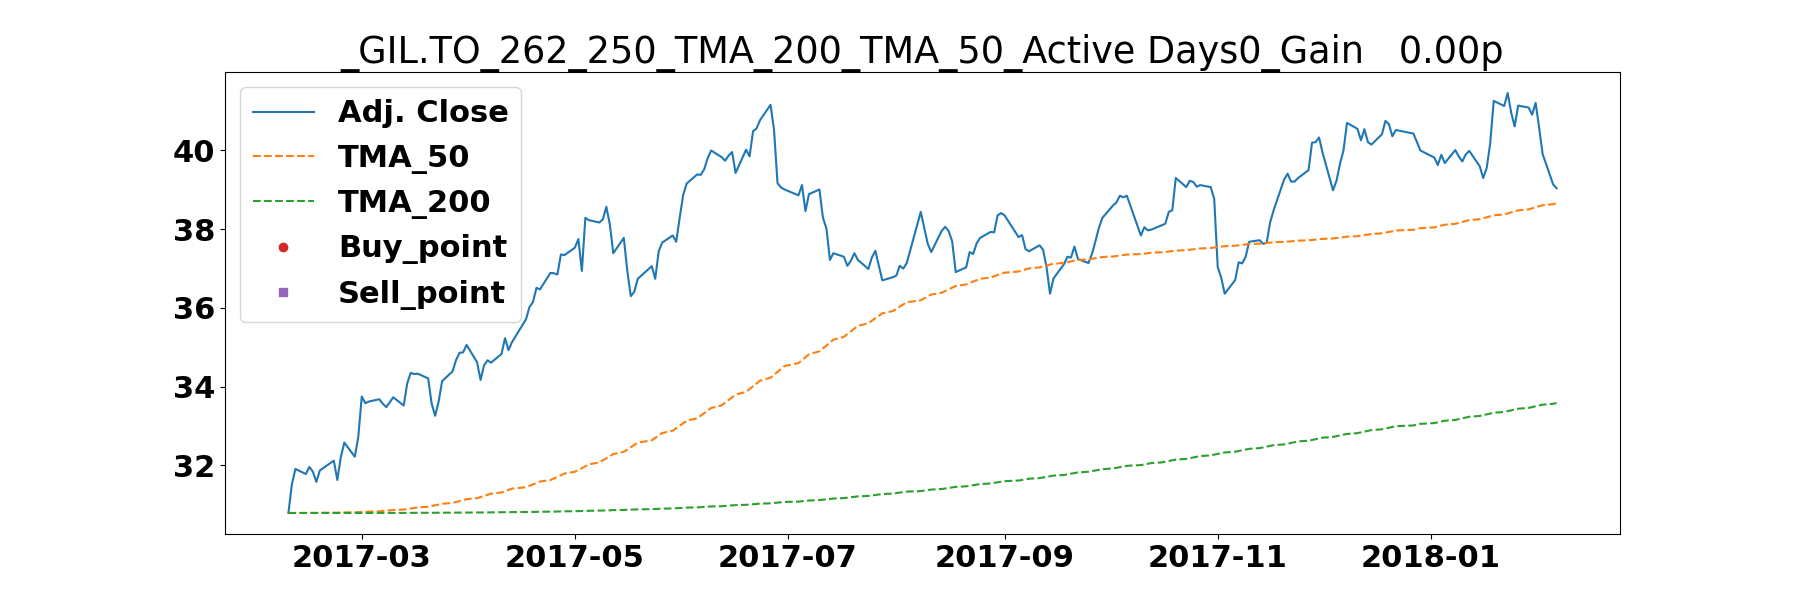 _GIL.TO_262_250_TMA_200_TMA_50_Active Days0_Gain   0.00p
Adj. Close
TMA_50
TMA_200
Buy_point
Sell_point
40
38
36
34
32
2017-03 2017-05 2017-07 2017-09 2017-11 2018-01